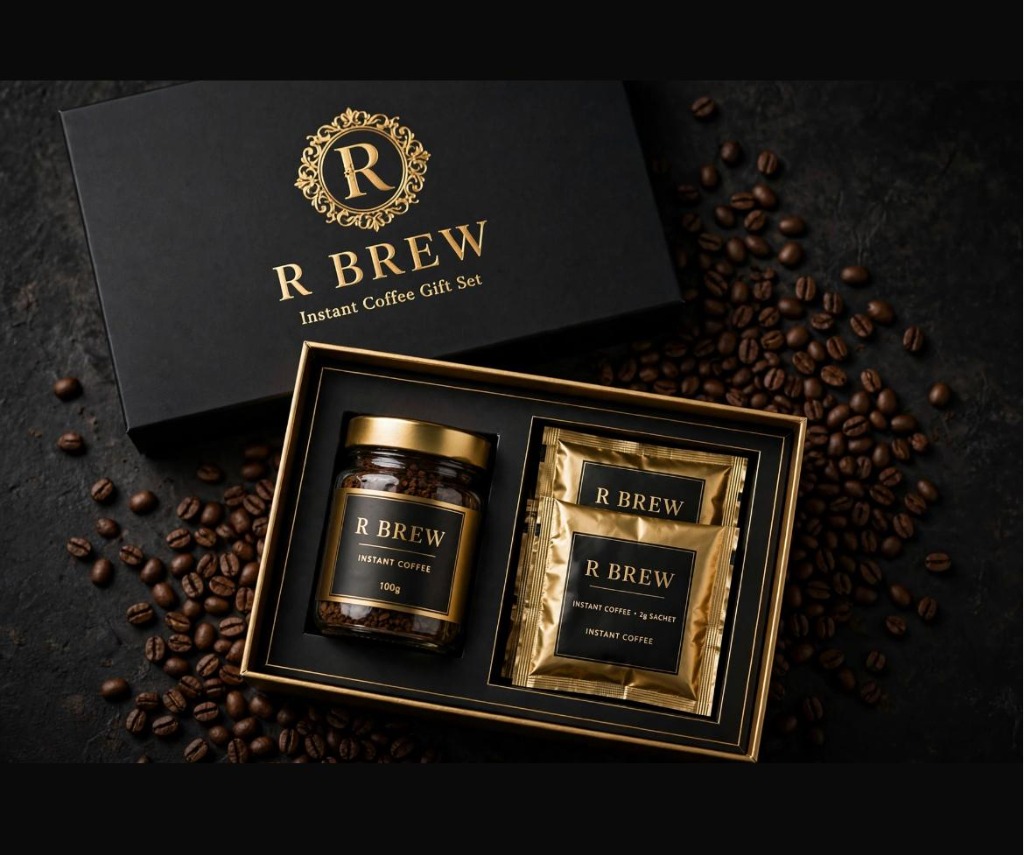 R
R BREW
Instant Coffee Gift Set
R BREW
INSTANT COFFEE
100g
R BREW
R BREW
INSTANT COFFEE • 2g SACHET
INSTANT COFFEE